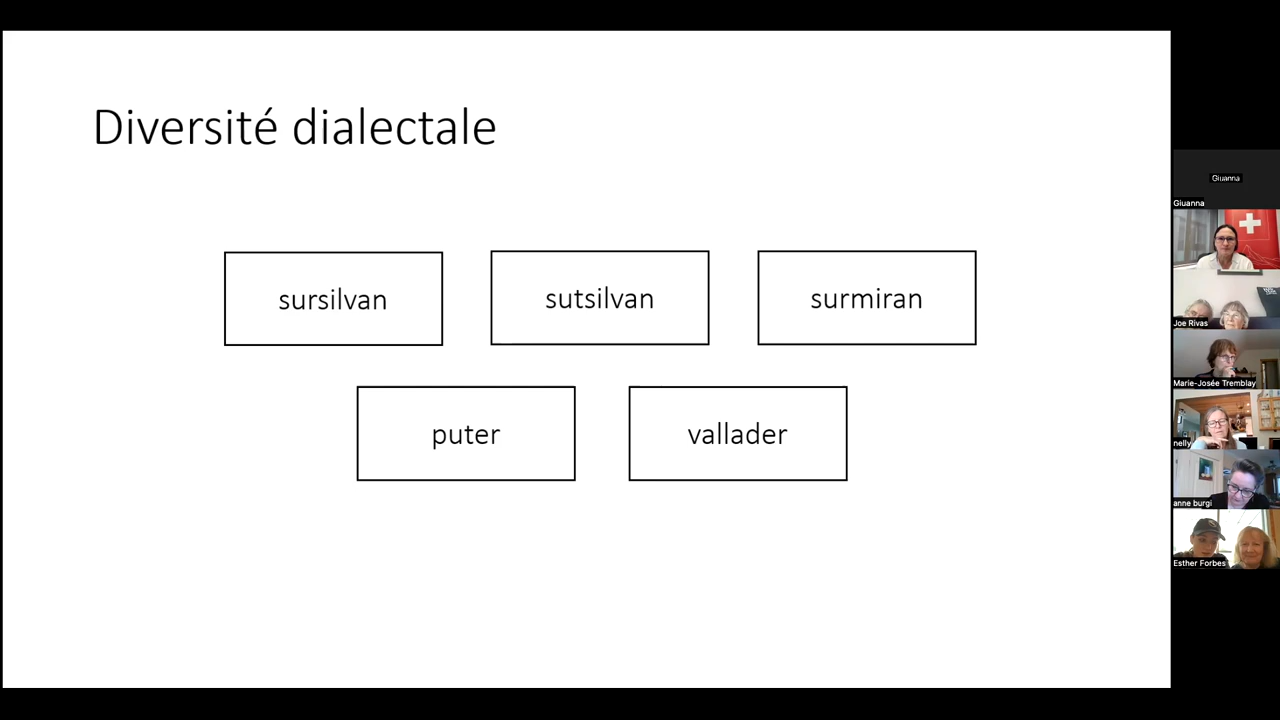 Diversité dialectale
sursilvan
sutsilvan
surmiran
puter
vallader
Giuanna
Giuanna
Joe Rivas
Marie-Josée Tremblay
nelly
anne burgi
Esther Forbes